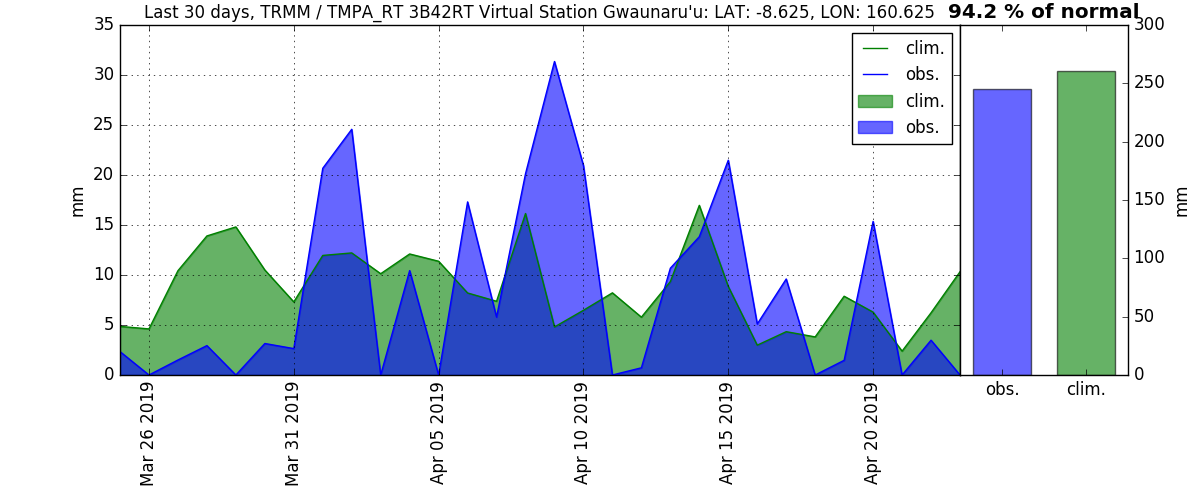 Last 30 days, TRMM / TMPA_RT 3B42RT Virtual Station Gwaunaru'u: LAT: -8.625, LON: 160.625
94.2 % of normal
35
30
25
20
15
10
5
0
mm
clim.
obs.
clim.
obs.
Mar 26 2019
Mar 31 2019
Apr 05 2019
Apr 10 2019
Apr 15 2019
Apr 20 2019
300
250
200
150
100
50
0
mm
obs.
clim.